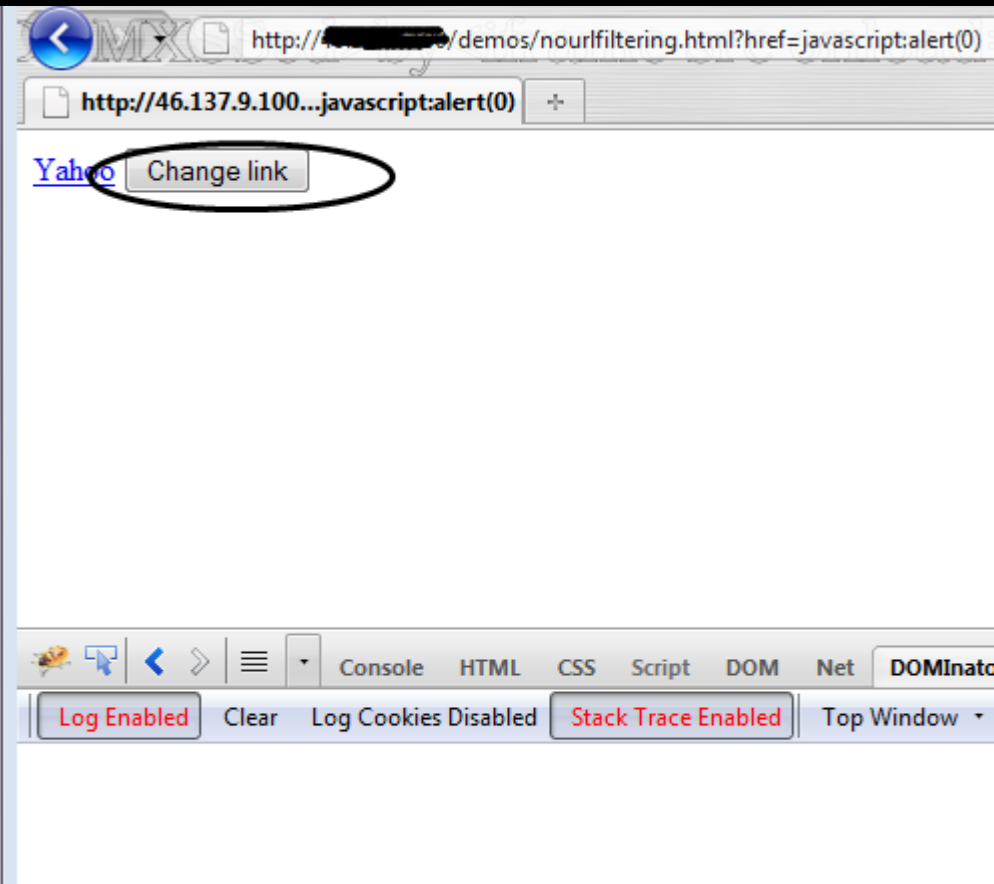 http:// /demos/nourlfiltering.html?href=javascript:alert(0)
http://46.137.9.100...javascript:alert(0)
Yahoo Change link
Console HTML CSS Script DOM Net DOMInato
Log Enabled Clear Log Cookies Disabled Stack Trace Enabled Top Window